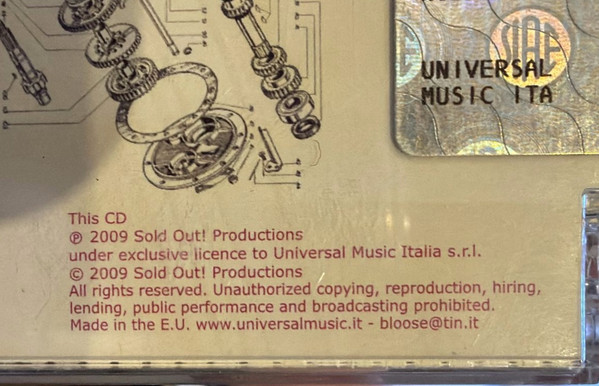 SIAE
UNIVERSAL
MUSIC ITA
This CD
℗ 2009 Sold Out! Productions
under exclusive licence to Universal Music Italia s.r.l.
© 2009 Sold Out! Productions
All rights reserved. Unauthorized copying, reproduction, hiring,
lending, public performance and broadcasting prohibited.
Made in the E.U. www.universalmusic.it - bloose@tin.it